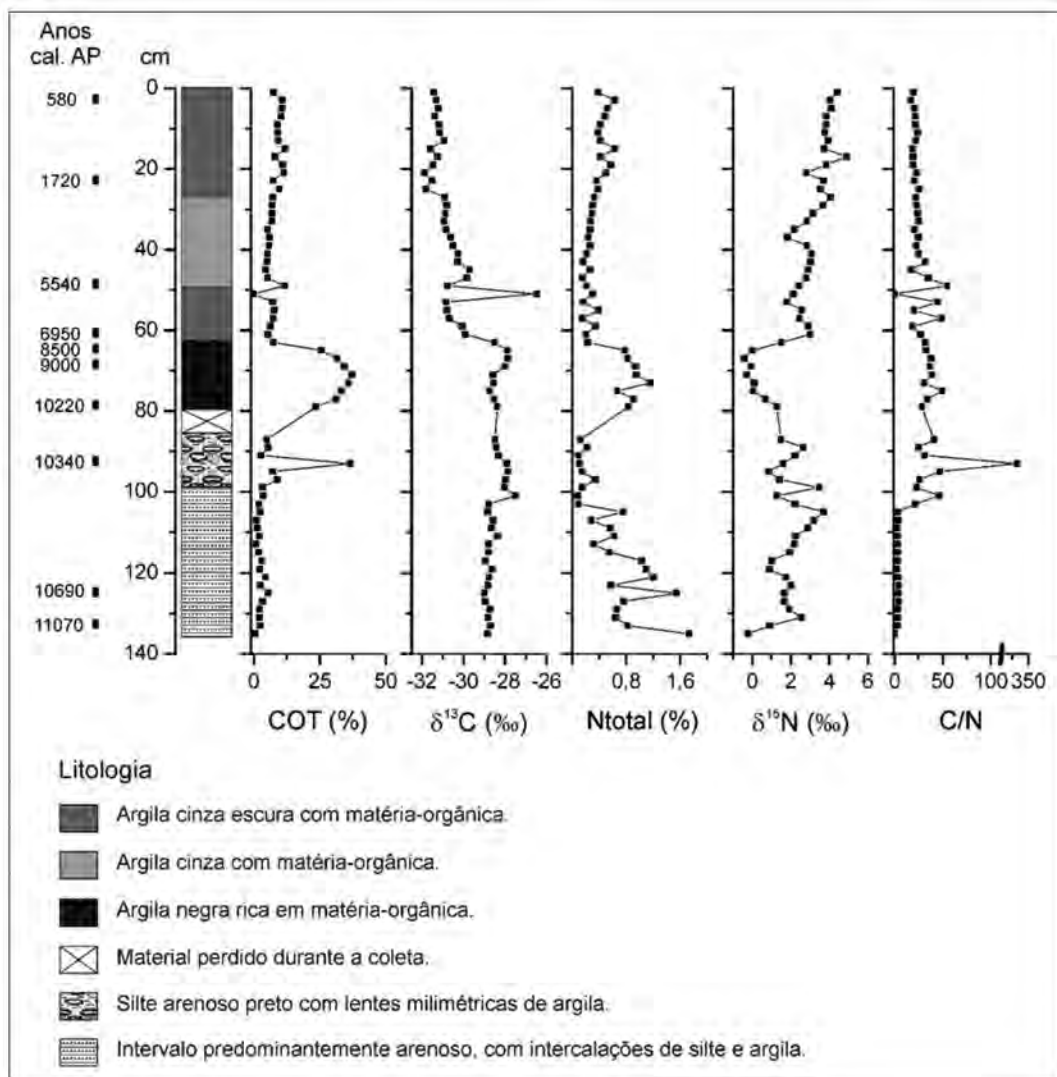 Anos
cal. AP
cm
580
1720
5540
6950
8500
9000
10220
10340
10690
11070
0
20
40
60
80
100
120
140
0 25 50
-32 -30 -28 -26
0,8 1,6
0 2 4 6
0 50 100 350
COT (%)
δ¹³C (‰)
Ntotal (%)
δ¹⁵N (‰)
C/N
Litologia
Argila cinza escura com matéria-orgânica.
Argila cinza com matéria-orgânica.
Argila negra rica em matéria-orgânica.
Material perdido durante a coleta.
Silte arenoso preto com lentes milimétricas de argila.
Intervalo predominantemente arenoso, com intercalações de silte e argila.